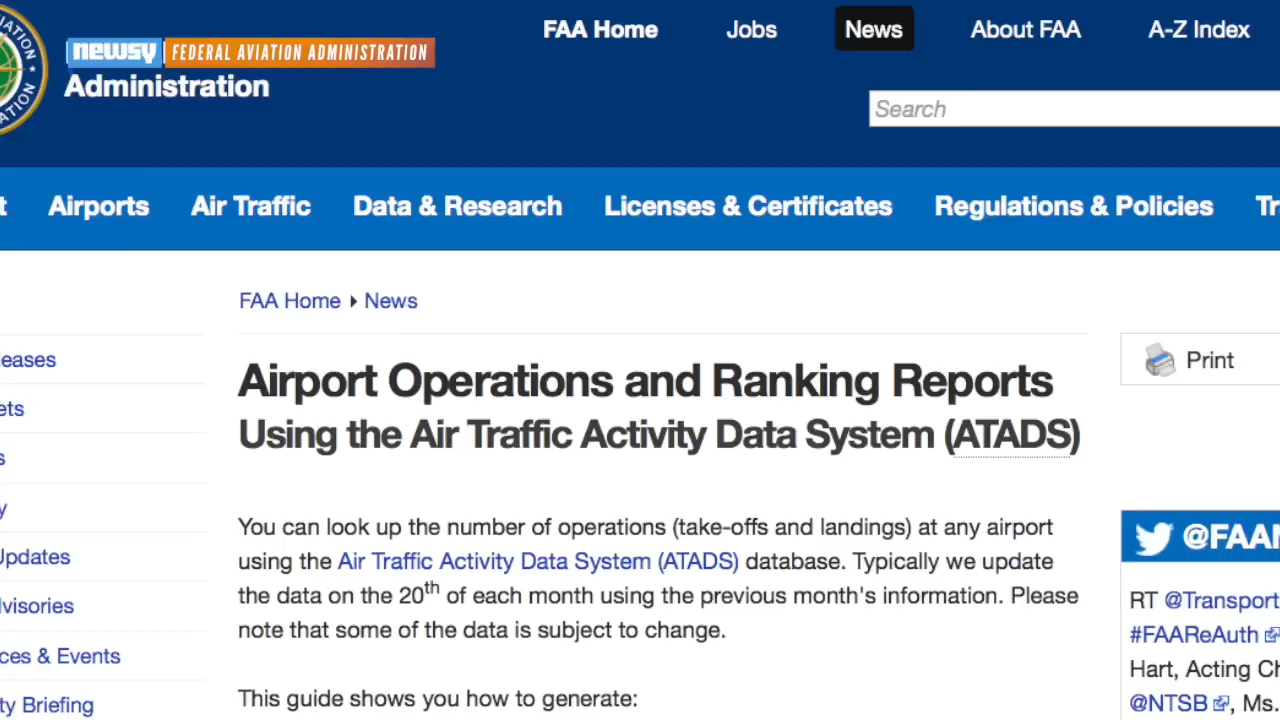 FAA Home Jobs News About FAA A-Z Index
newsy FEDERAL AVIATION ADMINISTRATION
Administration
Search
Airports Air Traffic Data & Research Licenses & Certificates Regulations & Policies
FAA Home News
Airport Operations and Ranking Reports
Using the Air Traffic Activity Data System (ATADS)
You can look up the number of operations (take-offs and landings) at any airport
using the Air Traffic Activity Data System (ATADS) database. Typically we update
the data on the 20th of each month using the previous month's information. Please
note that some of the data is subject to change.
This guide shows you how to generate:
eases
ets
s
y
Updates
visories
ces & Events
ty Briefing
Print
@FAAN
RT @Transport
#FAAReAuth
Hart, Acting Ch
@NTSB , Ms.